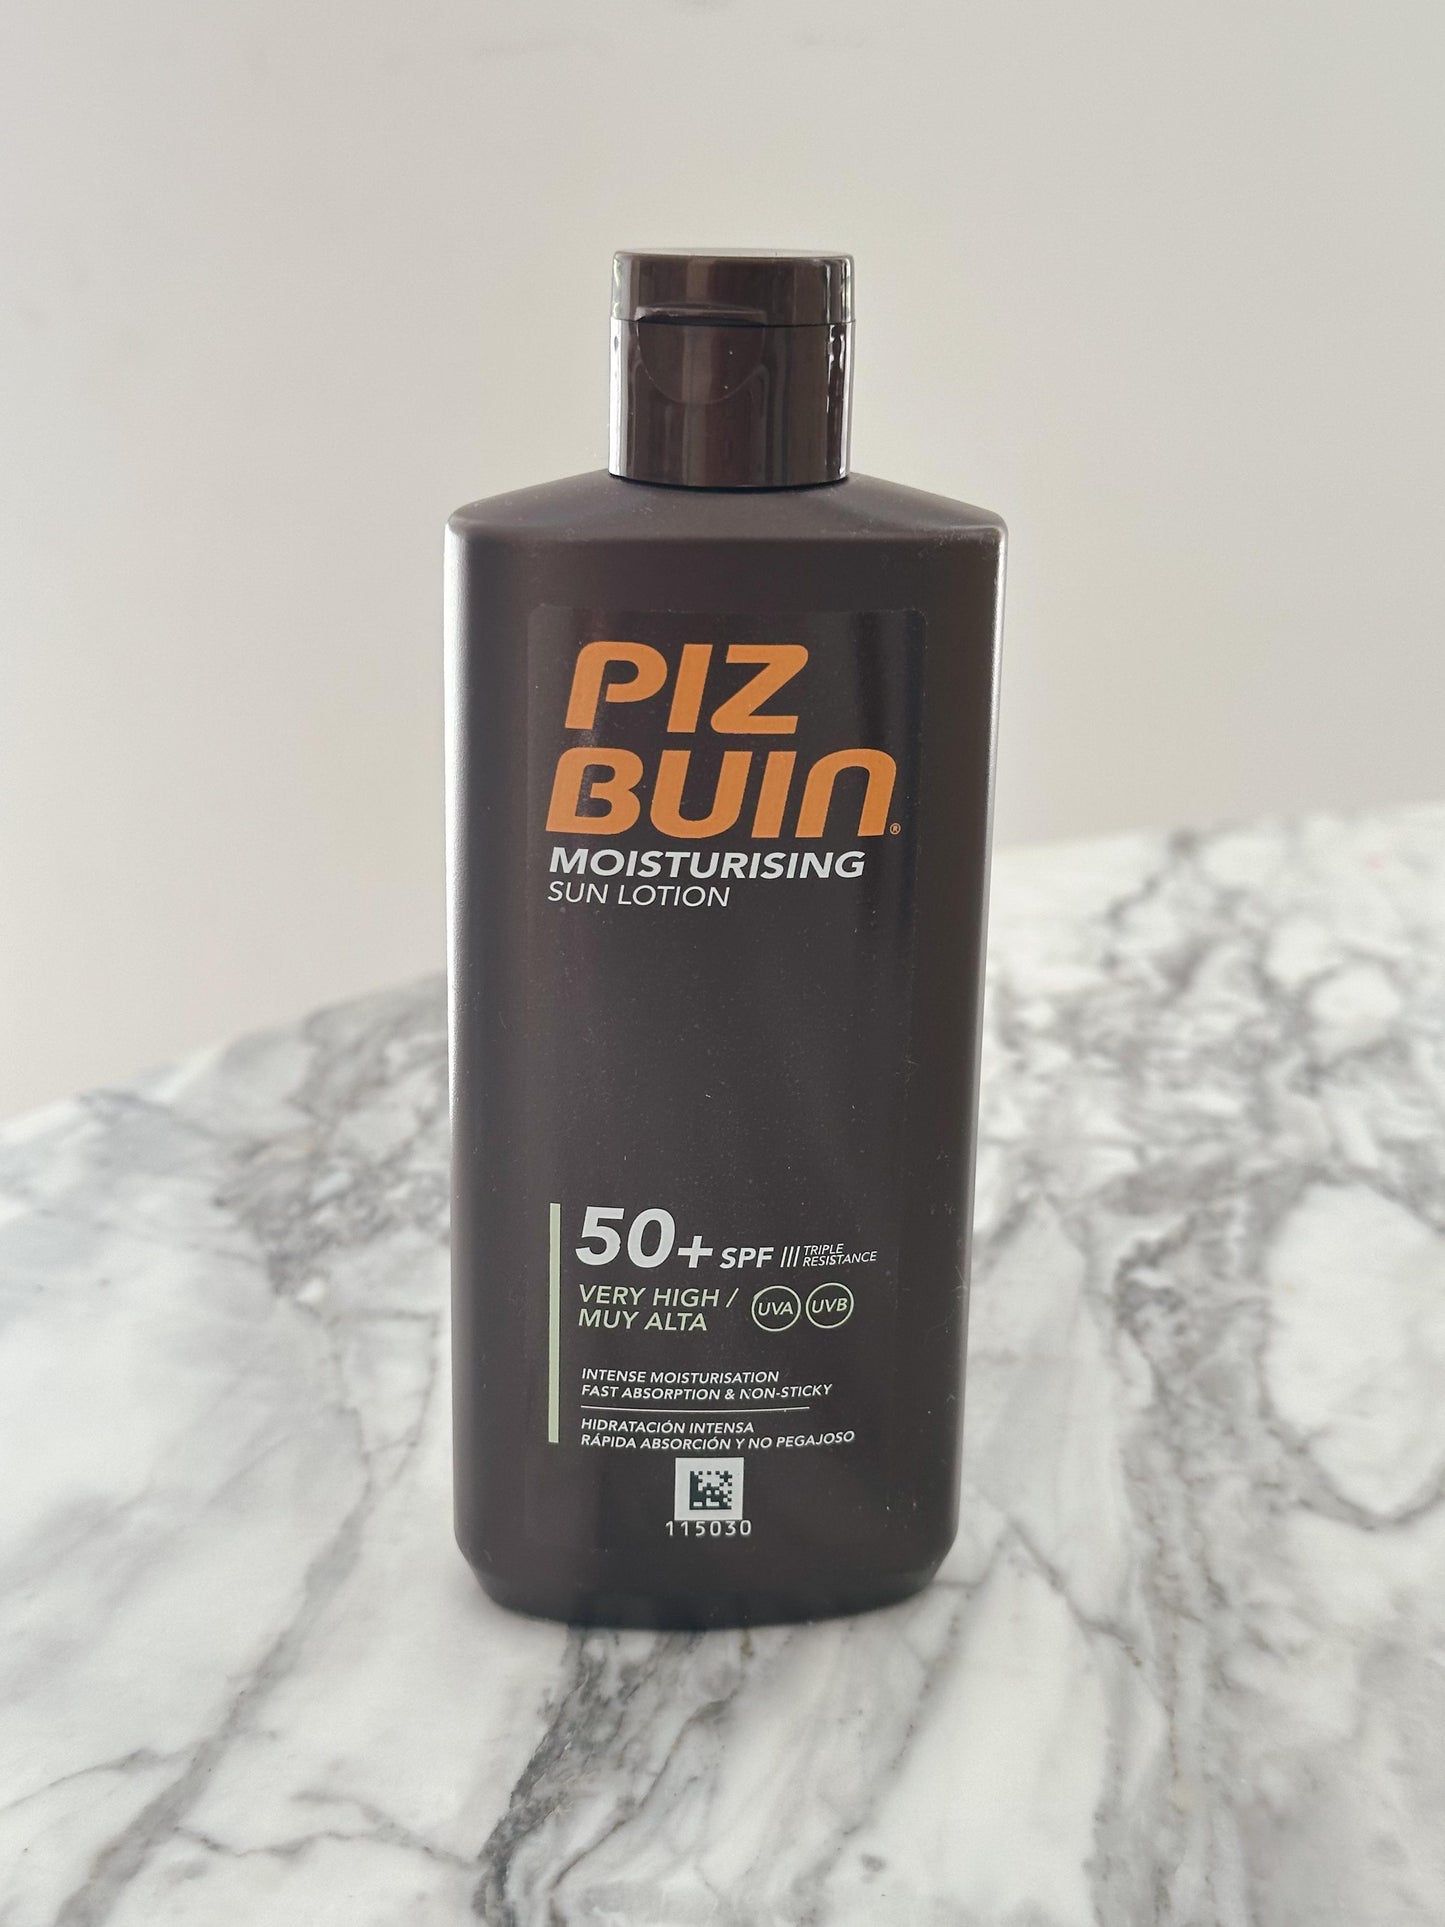 PIZ
BUIN®
MOISTURISING
SUN LOTION
50+ SPF /// TRIPLE
RESISTANCE
VERY HIGH /
MUY ALTA
UVA UVB
INTENSE MOISTURISATION
FAST ABSORPTION & NON-STICKY
HIDRATACIÓN INTENSA
RÁPIDA ABSORCIÓN Y NO PEGAJOSO
115030